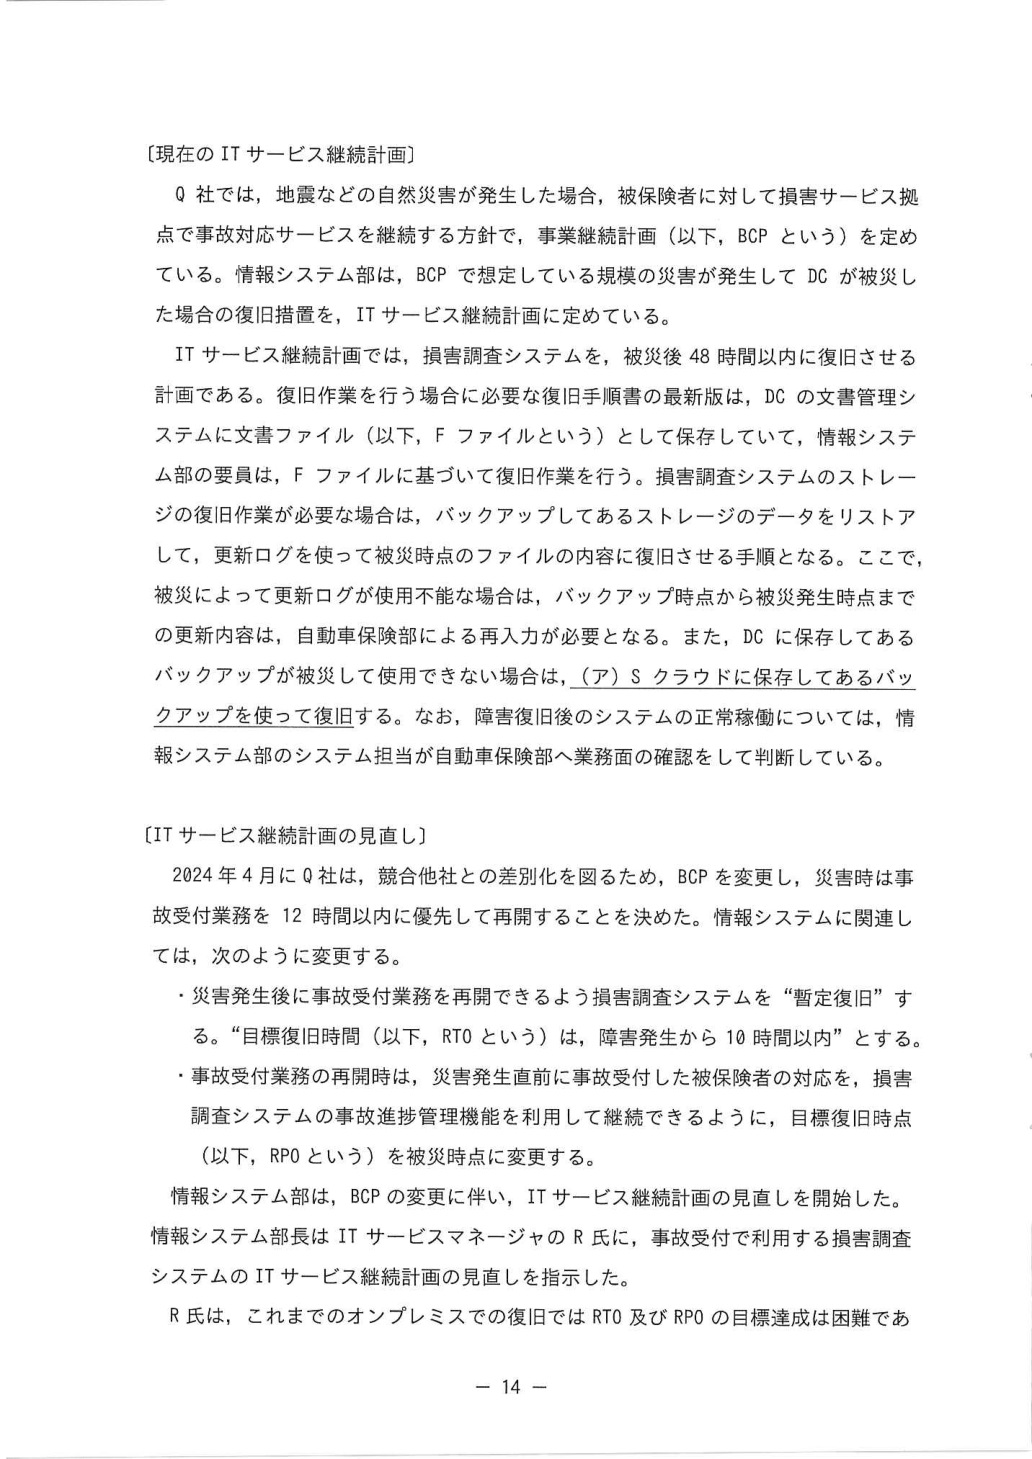 〔現在の IT サービス継続計画〕
Q 社では，地震などの自然災害が発生した場合，被保険者に対して損害サービス拠
点で事故対応サービスを継続する方針で，事業継続計画（以下，BCP という）を定め
ている。情報システム部は，BCP で想定している規模の災害が発生して DC が被災し
た場合の復旧措置を，IT サービス継続計画に定めている。
IT サービス継続計画では，損害調査システムを，被災後 48 時間以内に復旧させる
計画である。復旧作業を行う場合に必要な復旧手順書の最新版は，DC の文書管理シ
ステムに文書ファイル（以下，F ファイルという）として保存していて，情報システ
ム部の要員は，F ファイルに基づいて復旧作業を行う。損害調査システムのストレー
ジの復旧作業が必要な場合は，バックアップしてあるストレージのデータをリストア
して，更新ログを使って被災時点のファイルの内容に復旧させる手順となる。ここで，
被災によって更新ログが使用不能な場合は，バックアップ時点から被災発生時点まで
の更新内容は，自動車保険部による再入力が必要となる。また，DC に保存してある
バックアップが被災して使用できない場合は，（ア）S クラウドに保存してあるバッ
クアップを使って復旧する。なお，障害復旧後のシステムの正常稼働については，情
報システム部のシステム担当が自動車保険部へ業務面の確認をして判断している。
〔IT サービス継続計画の見直し〕
2024 年 4 月に Q 社は，競合他社との差別化を図るため，BCP を変更し，災害時は事
故受付業務を 12 時間以内に優先して再開することを決めた。情報システムに関連し
ては，次のように変更する。
・災害発生後に事故受付業務を再開できるよう損害調査システムを“暫定復旧”す
る。“目標復旧時間（以下，RTO という）は，障害発生から 10 時間以内”とする。
・事故受付業務の再開時は，災害発生直前に事故受付した被保険者の対応を，損害
調査システムの事故進捗管理機能を利用して継続できるように，目標復旧時点
（以下，RPO という）を被災時点に変更する。
情報システム部は，BCP の変更に伴い，IT サービス継続計画の見直しを開始した。
情報システム部長は IT サービスマネージャの R 氏に，事故受付で利用する損害調査
システムの IT サービス継続計画の見直しを指示した。
R 氏は，これまでのオンプレミスでの復旧では RTO 及び RPO の目標達成は困難であ
－ 14 －